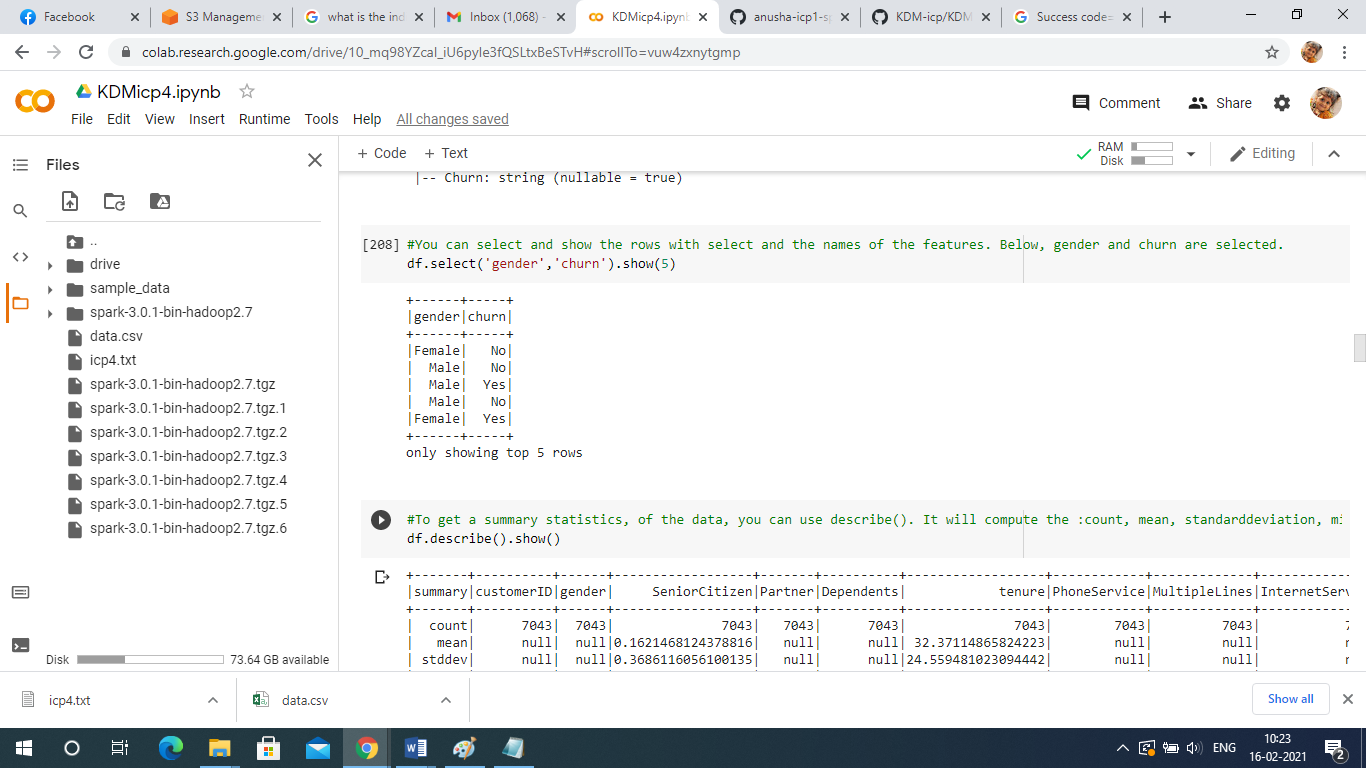 Facebook
S3 Managemen
what is the ind
Inbox (1,068) -
KDMicp4.ipynb
anusha-icp1-sp
KDM-icp/KDM
Success code=
colab.research.google.com/drive/10_mq98YZcal_iU6pyIe3fQSLtxBeSTvH#scrollTo=vuw4zxnytgmp
KDMicp4.ipynb
File Edit View Insert Runtime Tools Help All changes saved
Comment Share
Files
+ Code + Text
RAM
Disk
Editing
..
drive
sample_data
spark-3.0.1-bin-hadoop2.7
data.csv
icp4.txt
spark-3.0.1-bin-hadoop2.7.tgz
spark-3.0.1-bin-hadoop2.7.tgz.1
spark-3.0.1-bin-hadoop2.7.tgz.2
spark-3.0.1-bin-hadoop2.7.tgz.3
spark-3.0.1-bin-hadoop2.7.tgz.4
spark-3.0.1-bin-hadoop2.7.tgz.5
spark-3.0.1-bin-hadoop2.7.tgz.6
Disk 73.64 GB available
|-- Churn: string (nullable = true)
[208] #You can select and show the rows with select and the names of the features. Below, gender and churn are selected.
df.select('gender','churn').show(5)
+------+-----+
|gender|churn|
+------+-----+
|Female|   No|
|  Male|   No|
|  Male|  Yes|
|  Male|   No|
|Female|  Yes|
+------+-----+
only showing top 5 rows
#To get a summary statistics, of the data, you can use describe(). It will compute the :count, mean, standarddeviation, mi
df.describe().show()
+-------+----------+------+------------------+-------+----------+------------------+------------+-------------+------------
|summary|customerID|gender|     SeniorCitizen|Partner|Dependents|            tenure|PhoneService|MultipleLines|InternetServ
+-------+----------+------+------------------+-------+----------+------------------+------------+-------------+------------
|  count|      7043|  7043|              7043|   7043|      7043|              7043|        7043|         7043|           7
|   mean|      null|  null|0.1621468124378816|   null|      null| 32.37114865824223|        null|         null|           n
| stddev|      null|  null|0.3686116056100135|   null|      null|24.559481023094442|        null|         null|           n
icp4.txt
data.csv
Show all
ENG
10:23
16-02-2021
2